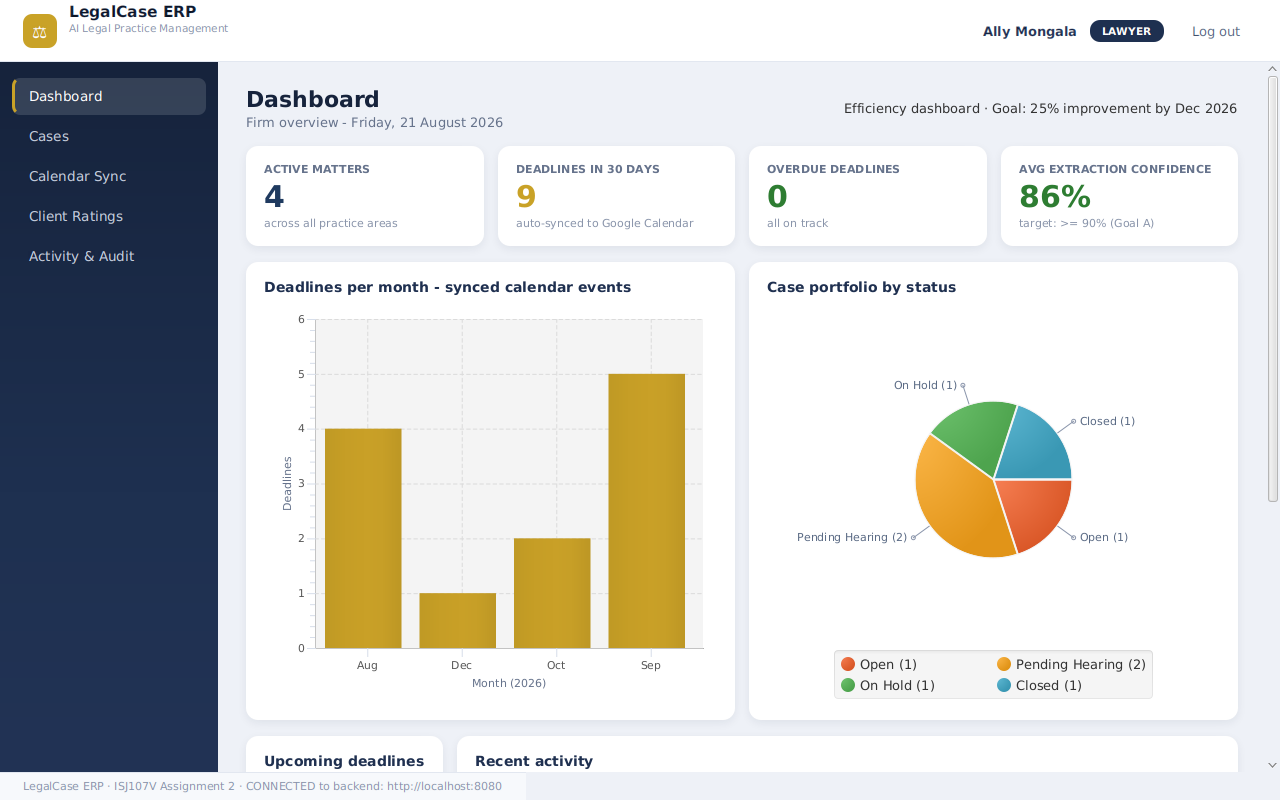 LegalCase ERP
AI Legal Practice Management
Ally Mongala
LAWYER
Log out
Dashboard
Cases
Calendar Sync
Client Ratings
Activity & Audit
Dashboard
Firm overview - Friday, 21 August 2026
Efficiency dashboard · Goal: 25% improvement by Dec 2026
ACTIVE MATTERS
4
across all practice areas
DEADLINES IN 30 DAYS
9
auto-synced to Google Calendar
OVERDUE DEADLINES
0
all on track
AVG EXTRACTION CONFIDENCE
86%
target: >= 90% (Goal A)
Deadlines per month - synced calendar events
6
5
4
3
2
1
0
Deadlines
Aug
Dec
Oct
Sep
Month (2026)
Case portfolio by status
On Hold (1)
Closed (1)
Pending Hearing (2)
Open (1)
Open (1)
Pending Hearing (2)
On Hold (1)
Closed (1)
Upcoming deadlines
Recent activity
LegalCase ERP · ISJ107V Assignment 2 · CONNECTED to backend: http://localhost:8080